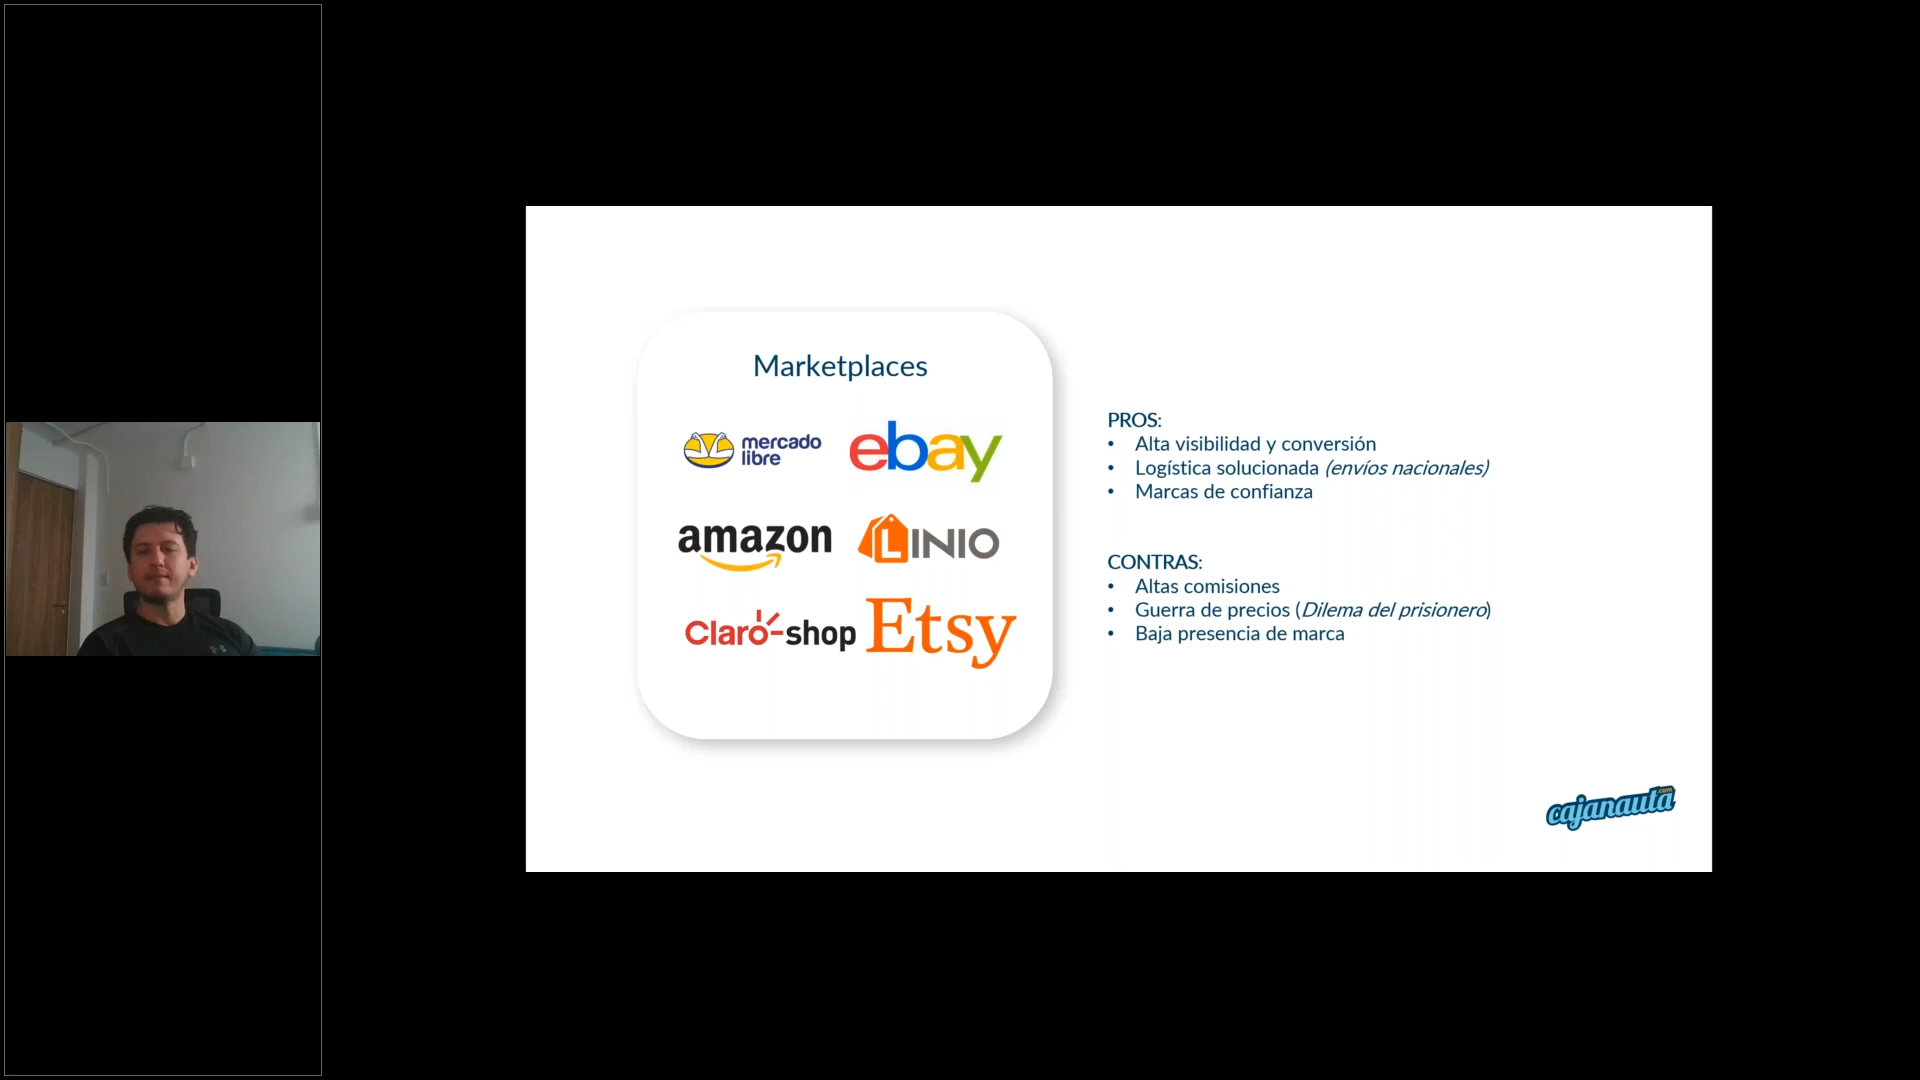 Marketplaces
mercado
libre
ebay
amazon
LINIO
Claro-shop
Etsy
PROS:
• Alta visibilidad y conversión
• Logística solucionada (envíos nacionales)
• Marcas de confianza
CONTRAS:
• Altas comisiones
• Guerra de precios (Dilema del prisionero)
• Baja presencia de marca
cajanauta.com